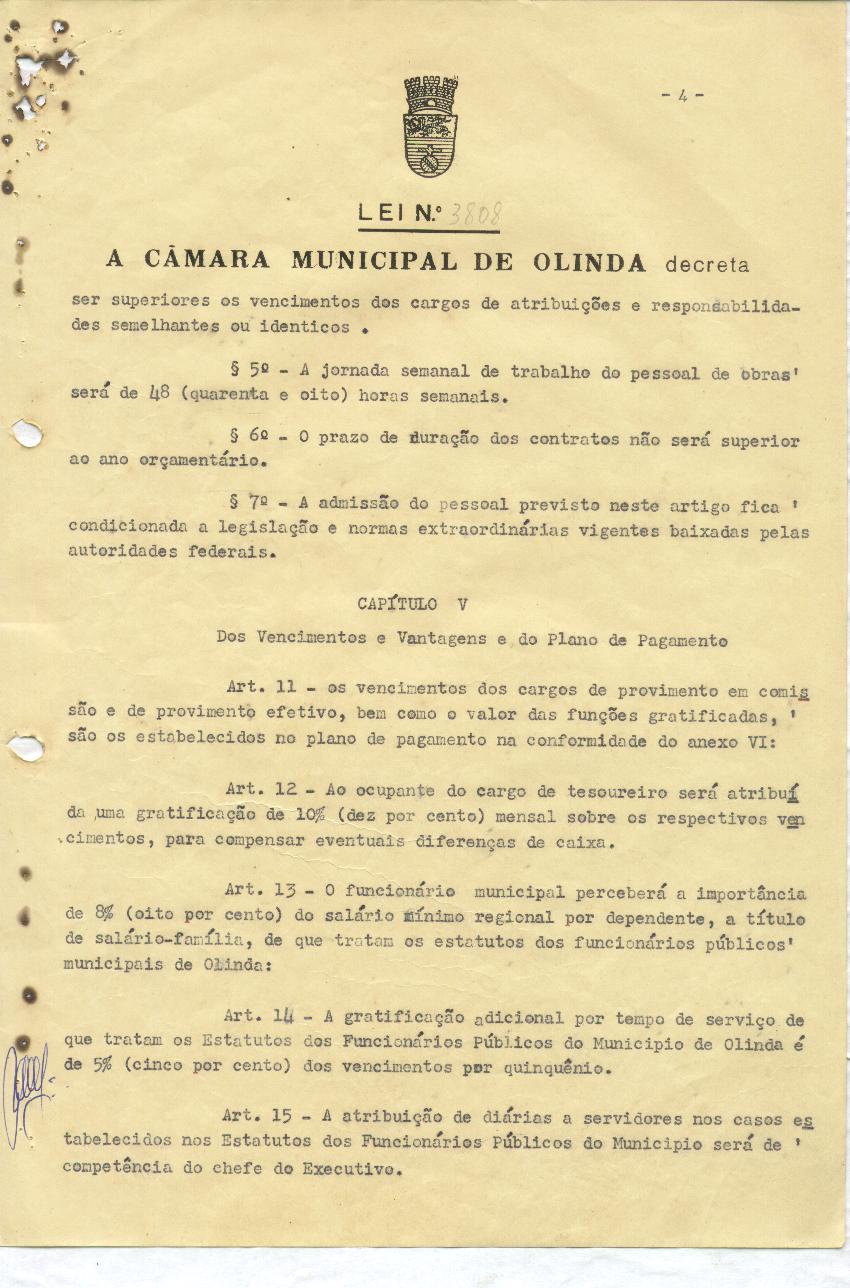 - 4 -
LEI N.º 3808
A CÂMARA MUNICIPAL DE OLINDA decreta
ser superiores os vencimentos dos cargos de atribuições e responsabilida-
des semelhantes ou identicos .
§ 5º - A jornada semanal de trabalho do pessoal de obras'
será de 48 (quarenta e oito) horas semanais.
§ 6º - O prazo de duração dos contratos não será superior
ao ano orçamentário.
§ 7º - A admissão do pessoal previsto neste artigo fica '
condicionada a legislação e normas extraordinárias vigentes baixadas pelas
autoridades federais.
CAPÍTULO V
Dos Vencimentos e Vantagens e do Plano de Pagamento
Art. 11 - os vencimentos dos cargos de provimento em comis
são e de provimento efetivo, bem como o valor das funções gratificadas, '
são os estabelecidos no plano de pagamento na conformidade do anexo VI:
Art. 12 - Ao ocupante do cargo de tesoureiro será atribuí
da uma gratificação de 10% (dez por cento) mensal sobre os respectivos ven
cimentos, para compensar eventuais diferenças de caixa.
Art. 13 - O funcionário municipal perceberá a importância
de 8% (oito por cento) do salário mínimo regional por dependente, a título
de salário-família, de que tratam os estatutos dos funcionários públicos'
municipais de Olinda:
Art. 14 - A gratificação adicional por tempo de serviço de
que tratam os Estatutos dos Funcionários Públicos do Municipio de Olinda é
de 5% (cinco por cento) dos vencimentos por quinquênio.
Art. 15 - A atribuição de diárias a servidores nos casos es
tabelecidos nos Estatutos dos Funcionários Públicos do Municipio será de '
competência do chefe do Executivo.